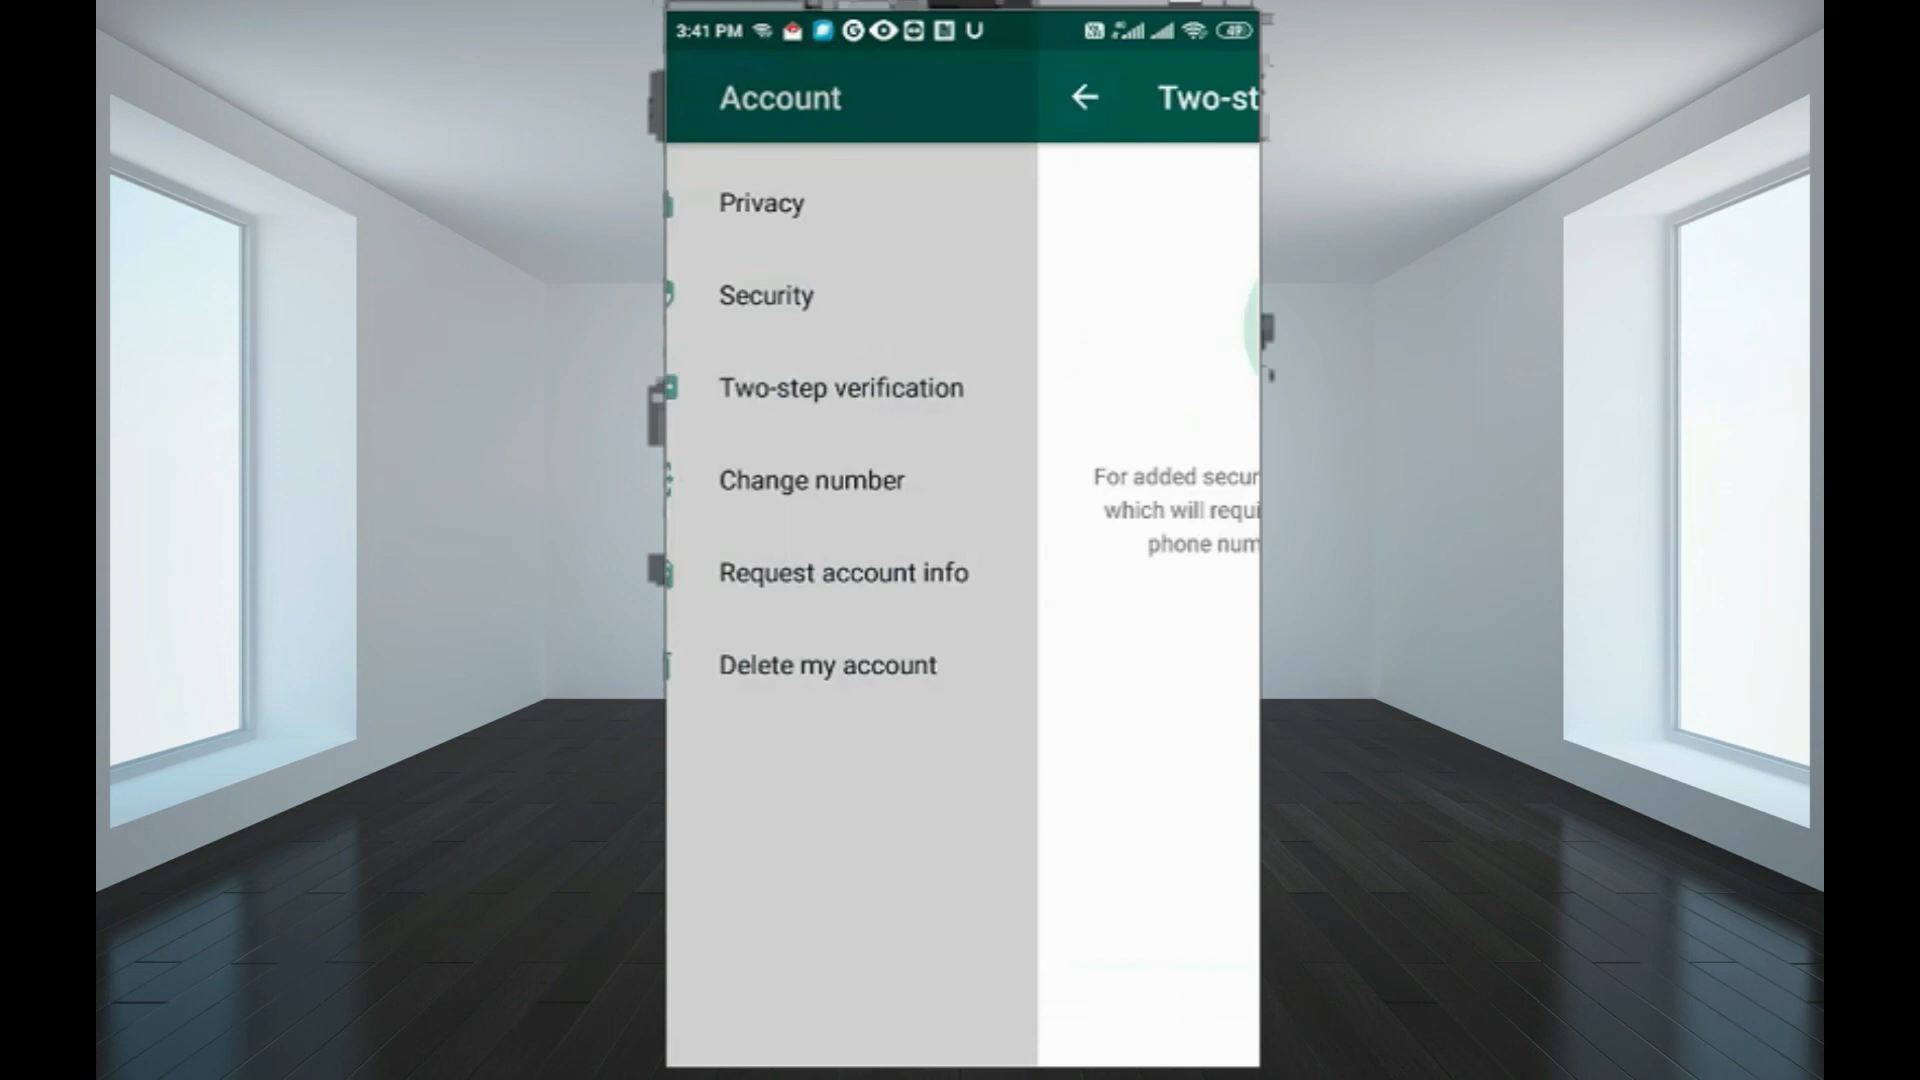 3:41 PM
49
Account
Two-st
Privacy
Security
Two-step verification
Change number
Request account info
Delete my account
For added secur
which will requi
phone num